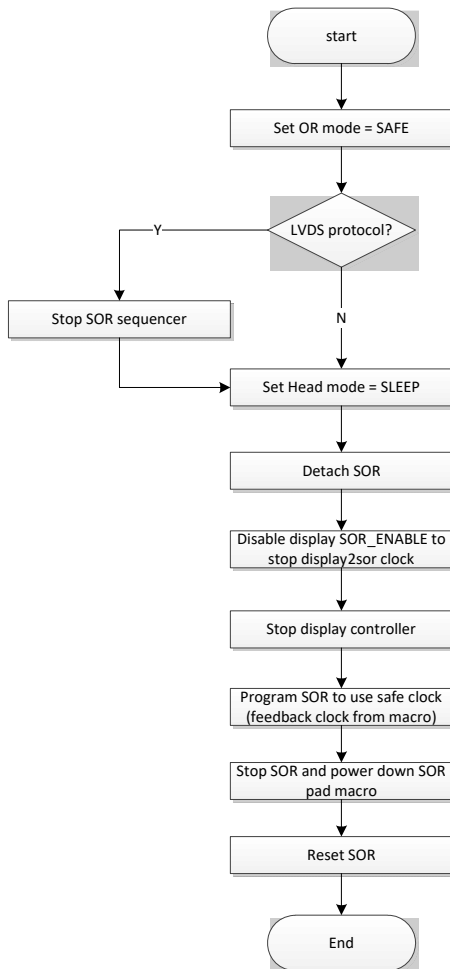 start
Set OR mode = SAFE
LVDS protocol?
Y
Stop SOR sequencer
N
Set Head mode = SLEEP
Detach SOR
Disable display SOR_ENABLE to
stop display2sor clock
Stop display controller
Program SOR to use safe clock
(feedback clock from macro)
Stop SOR and power down SOR
pad macro
Reset SOR
End